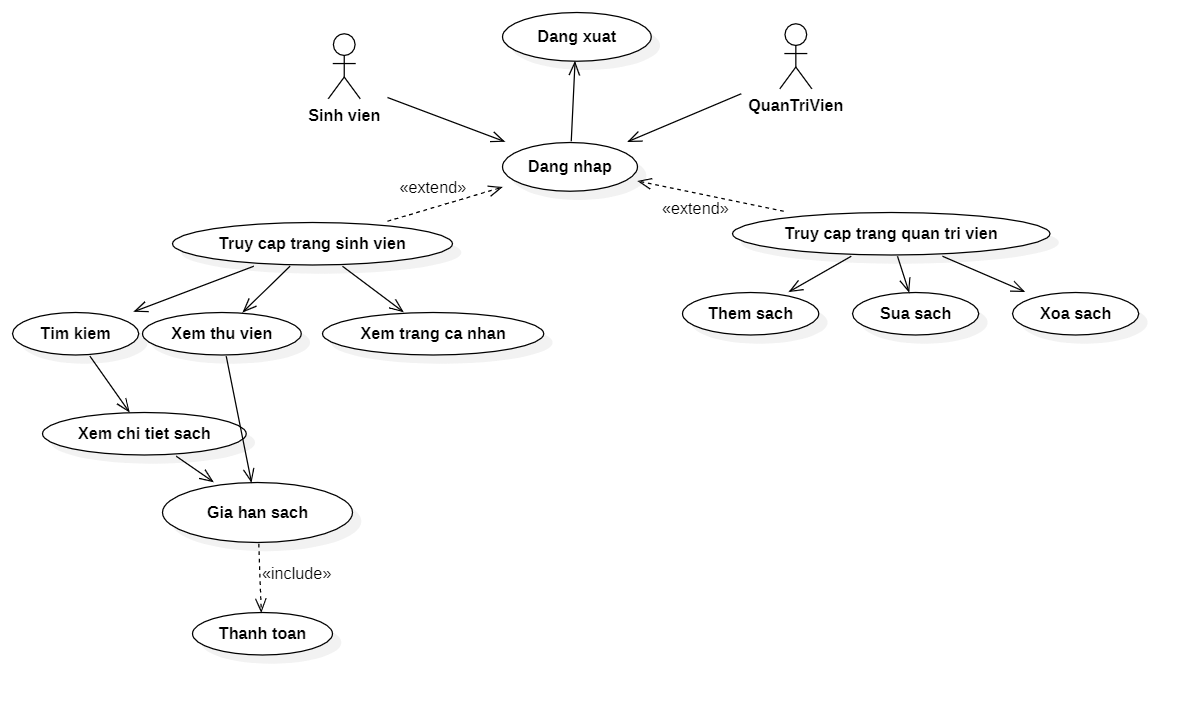 Dang xuat
Sinh vien
QuanTriVien
Dang nhap
«extend»
«extend»
Truy cap trang sinh vien
Truy cap trang quan tri vien
Tim kiem
Xem thu vien
Xem trang ca nhan
Them sach
Sua sach
Xoa sach
Xem chi tiet sach
Gia han sach
«include»
Thanh toan